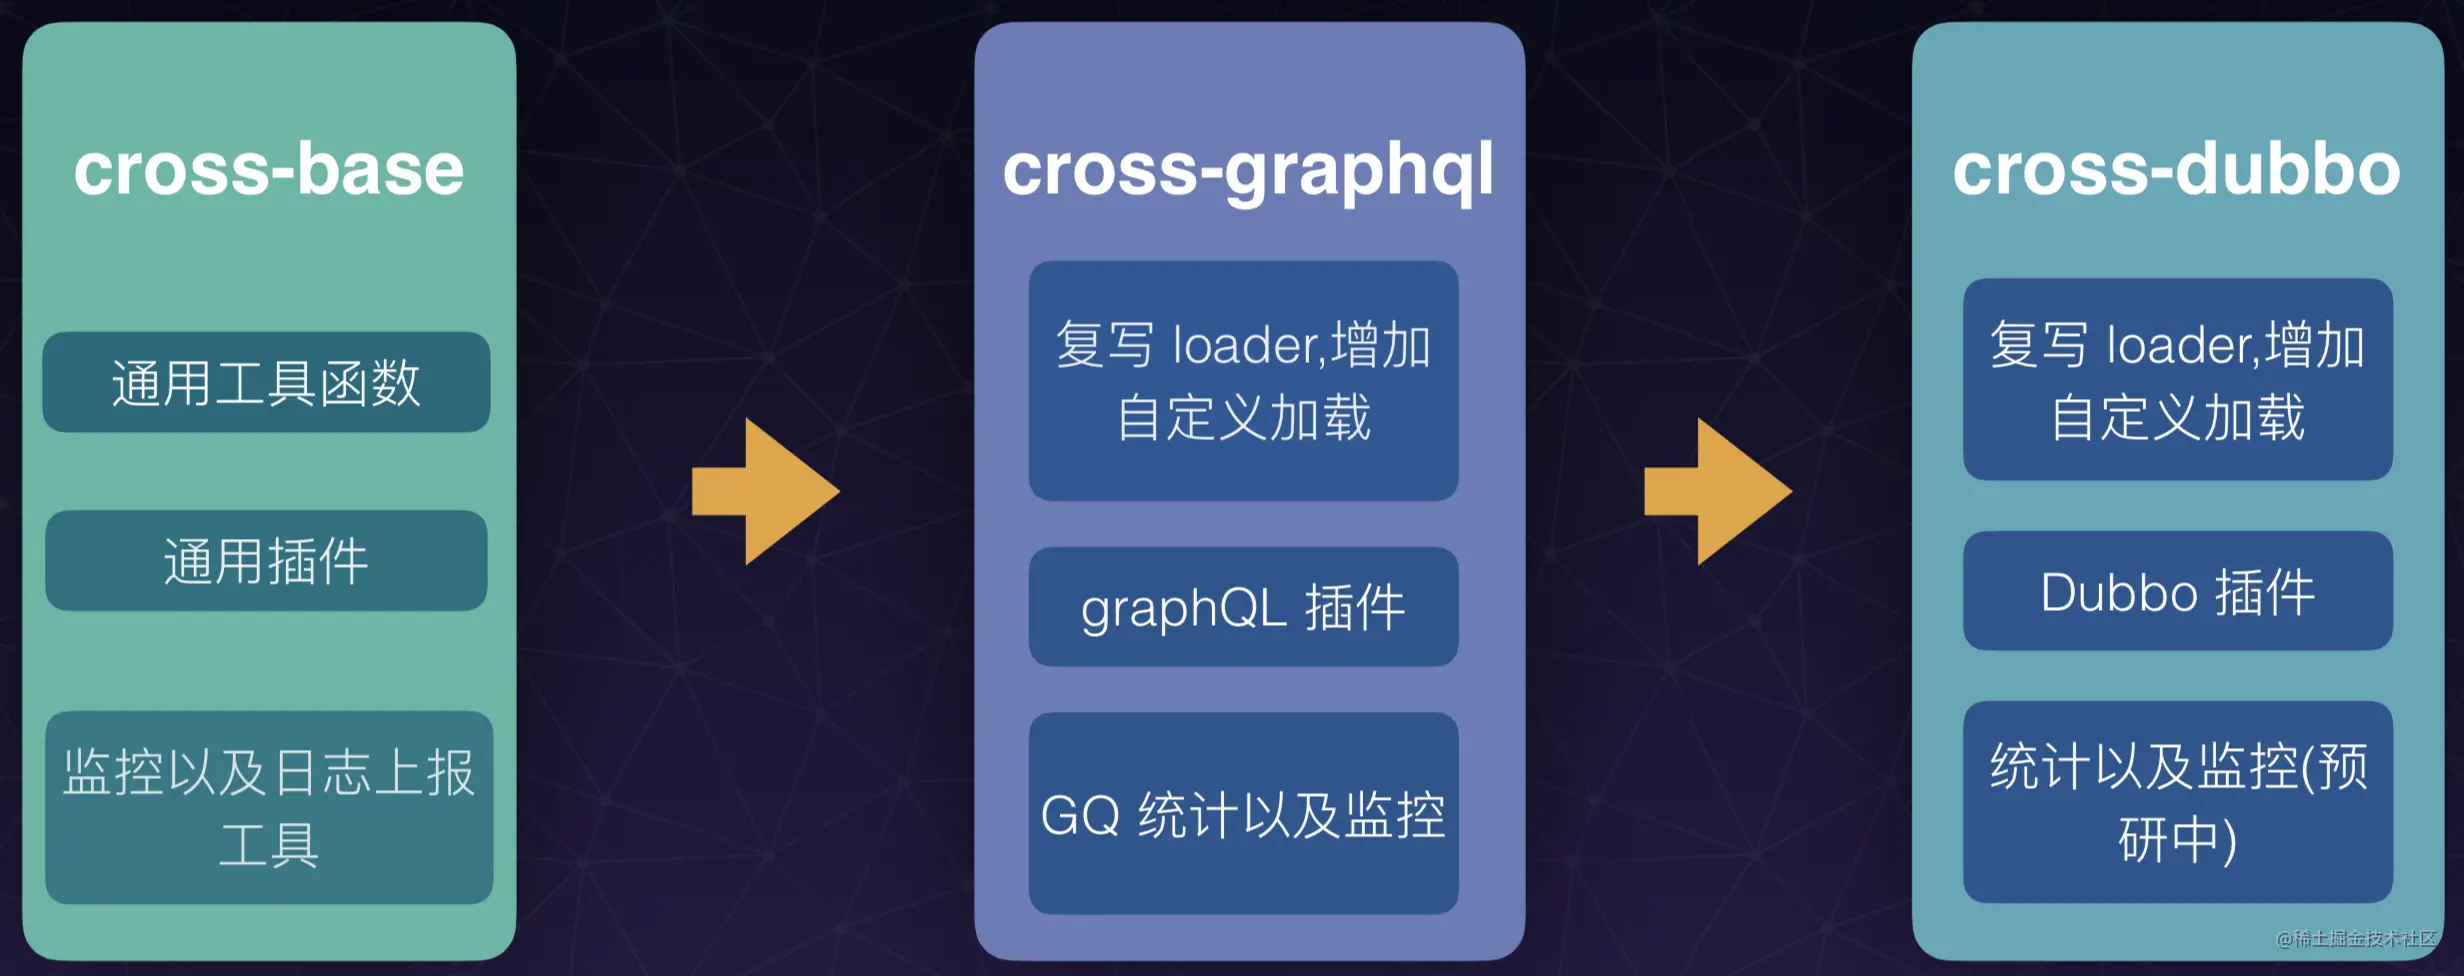 cross-base
通用工具函数
通用插件
监控以及日志上报
工具
cross-graphql
复写 loader,增加
自定义加载
graphQL 插件
GQ 统计以及监控
cross-dubbo
复写 loader,增加
自定义加载
Dubbo 插件
统计以及监控(预
研中)
@稀土掘金技术社区